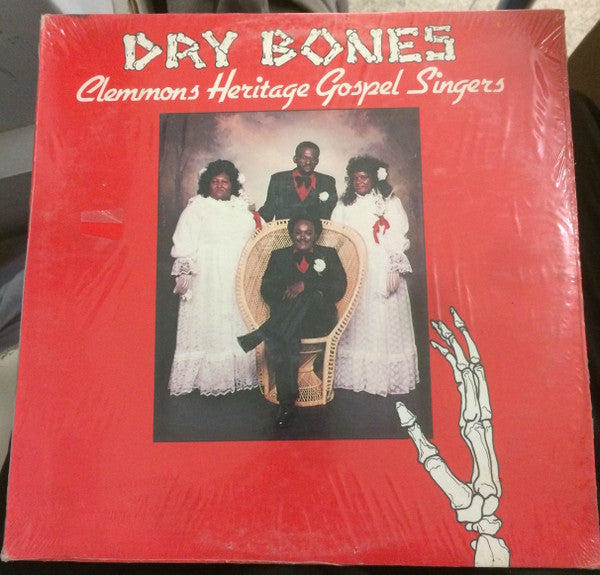 DRY BONES
Clemmons Heritage Gospel Singers